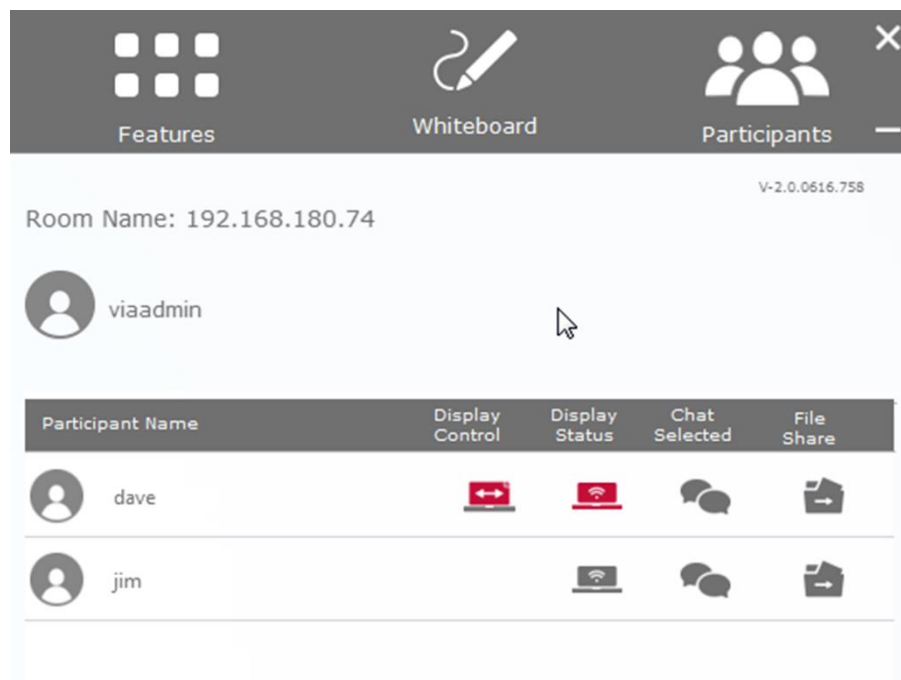 Features
Whiteboard
Participants
V-2.0.0616.758
Room Name: 192.168.180.74
viaadmin
Participant Name
Display Control
Display Status
Chat Selected
File Share
dave
jim